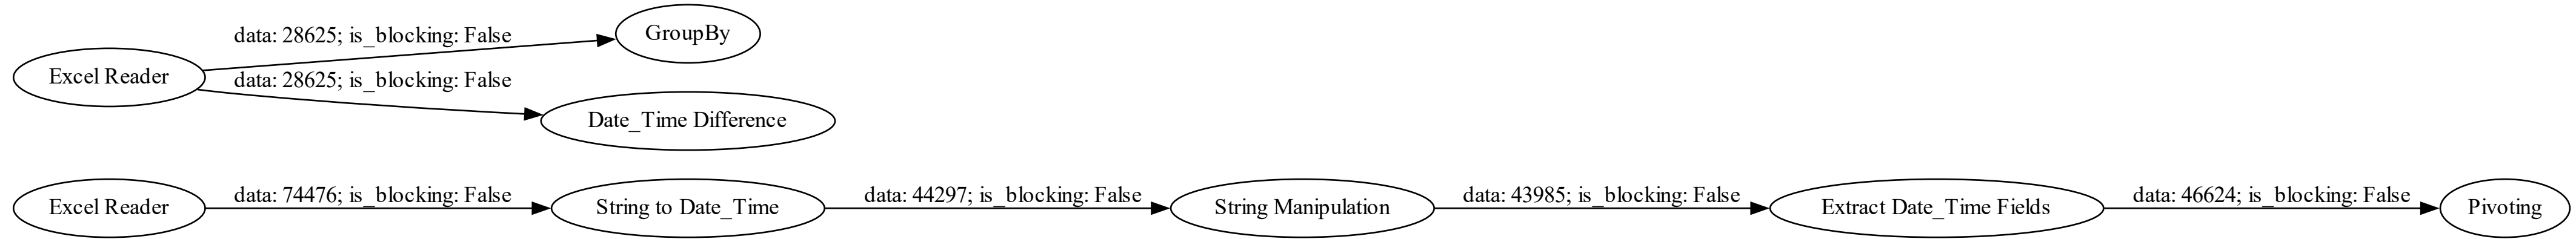 GroupBy
data: 28625; is_blocking: False
Excel Reader
data: 28625; is_blocking: False
Date_Time Difference
Excel Reader
data: 74476; is_blocking: False
String to Date_Time
data: 44297; is_blocking: False
String Manipulation
data: 43985; is_blocking: False
Extract Date_Time Fields
data: 46624; is_blocking: False
Pivoting